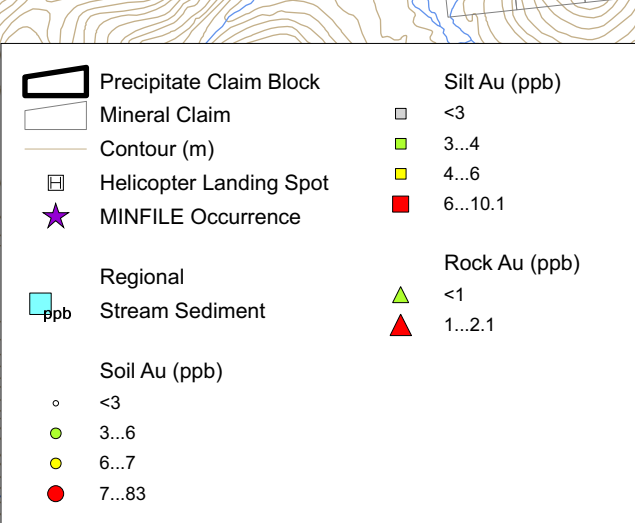 Precipitate Claim Block
Mineral Claim
Contour (m)
Helicopter Landing Spot
H
MINFILE Occurrence
Regional
Stream Sediment
ppb
Soil Au (ppb)
<3
3...6
6...7
7...83
Silt Au (ppb)
<3
3...4
4...6
6...10.1
Rock Au (ppb)
<1
1...2.1